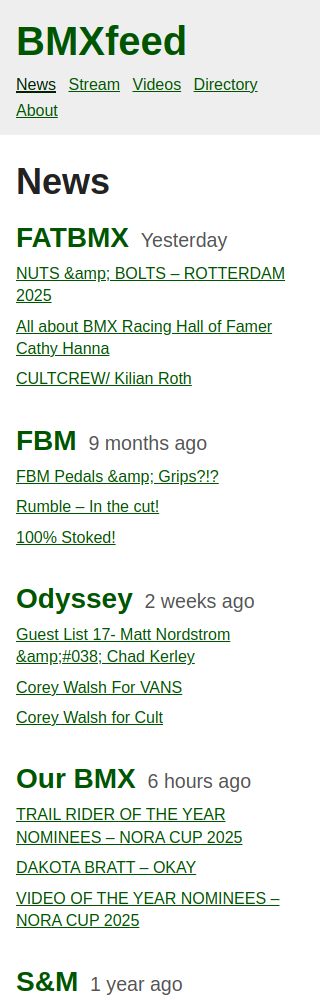 BMXfeed
News Stream Videos Directory
About
News
FATBMX Yesterday
NUTS &amp; BOLTS – ROTTERDAM
2025
All about BMX Racing Hall of Famer
Cathy Hanna
CULTCREW/ Kilian Roth
FBM 9 months ago
FBM Pedals &amp; Grips?!?
Rumble – In the cut!
100% Stoked!
Odyssey 2 weeks ago
Guest List 17- Matt Nordstrom
&amp;#038; Chad Kerley
Corey Walsh For VANS
Corey Walsh for Cult
Our BMX 6 hours ago
TRAIL RIDER OF THE YEAR
NOMINEES – NORA CUP 2025
DAKOTA BRATT – OKAY
VIDEO OF THE YEAR NOMINEES –
NORA CUP 2025
S&M 1 year ago